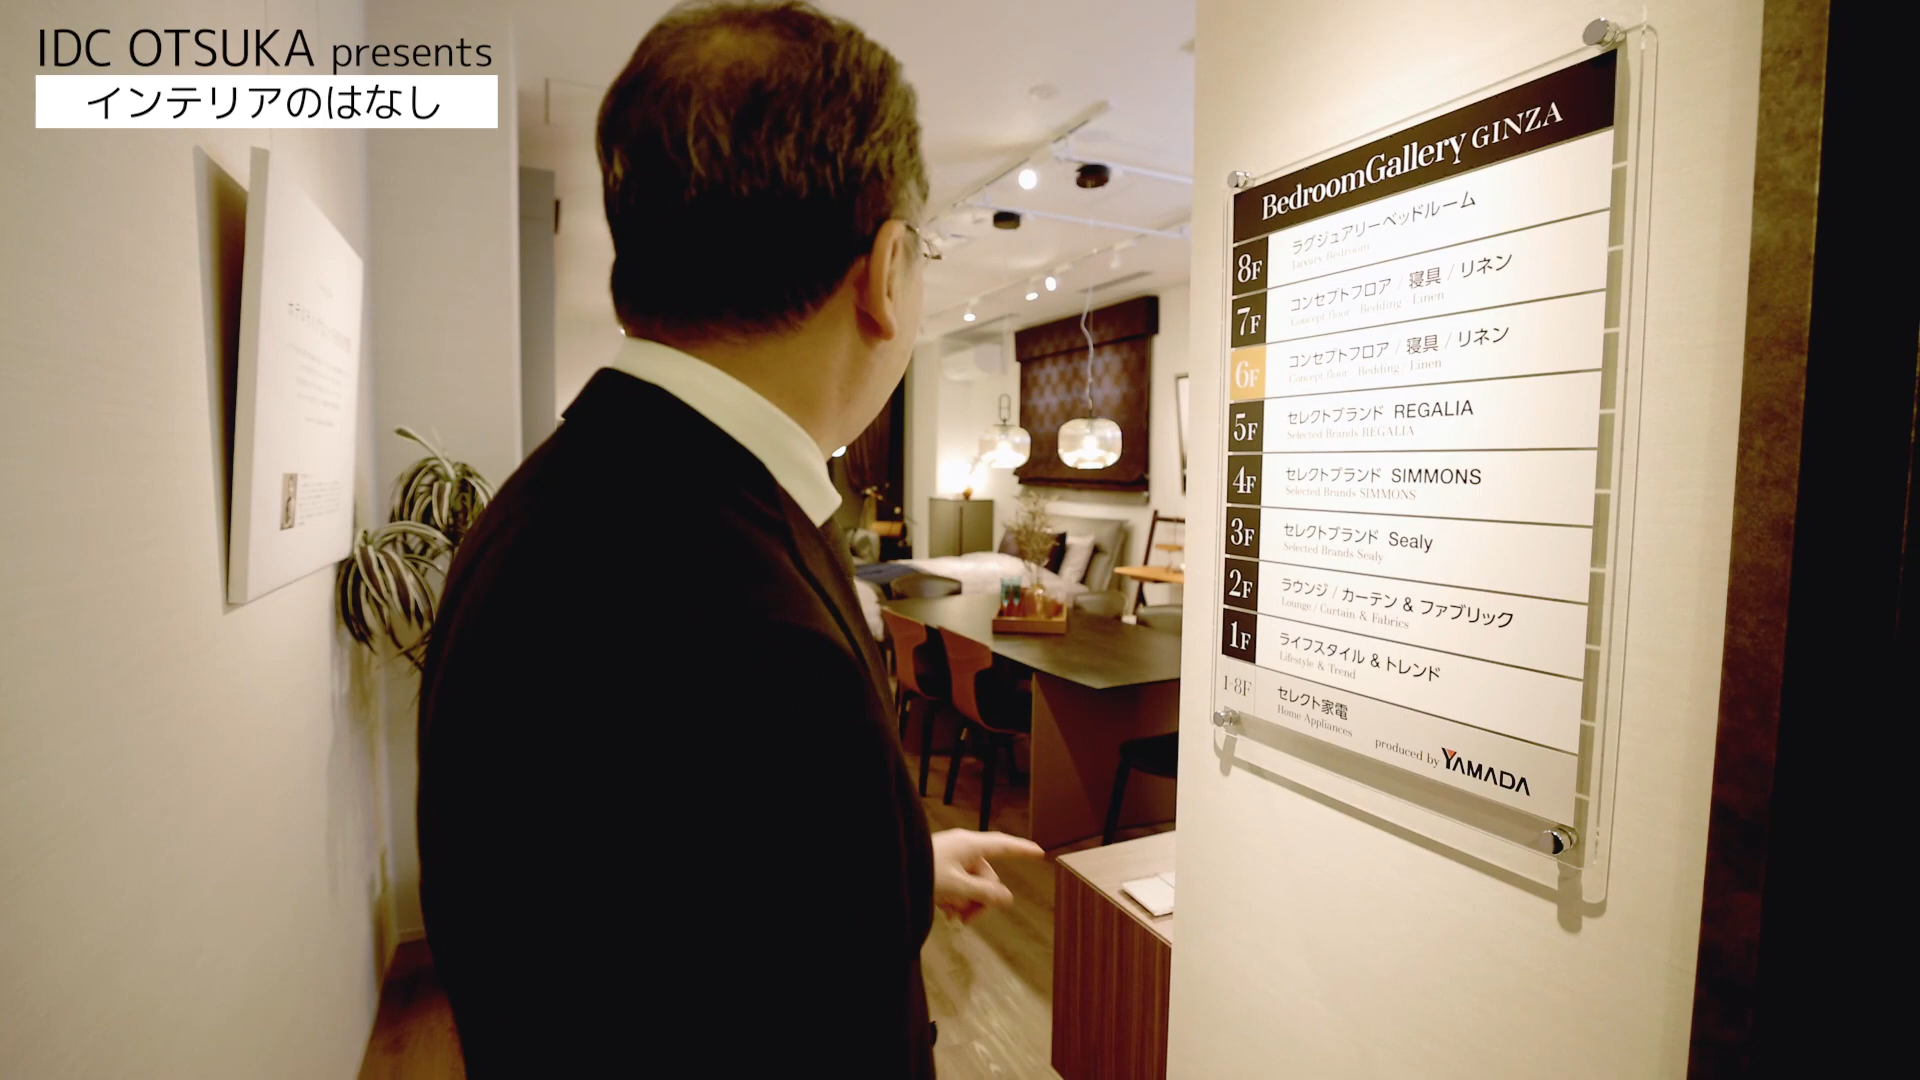 IDC OTSUKA presents
インテリアのはなし
BedroomGallery GINZA
8F ラグジュアリーベッドルーム
Luxury Bedroom
7F コンセプトフロア / 寝具 / リネン
Concept floor / Bedding / Linen
6F コンセプトフロア / 寝具 / リネン
Concept floor / Bedding / Linen
5F セレクトブランド REGALIA
Selected Brands REGALIA
4F セレクトブランド SIMMONS
Selected Brands SIMMONS
3F セレクトブランド Sealy
Selected Brands Sealy
2F ラウンジ / カーテン & ファブリック
Lounge / Curtain & Fabrics
1F ライフスタイル & トレンド
Lifestyle & Trend
1-8F セレクト家電
Home Appliances
produced by YAMADA